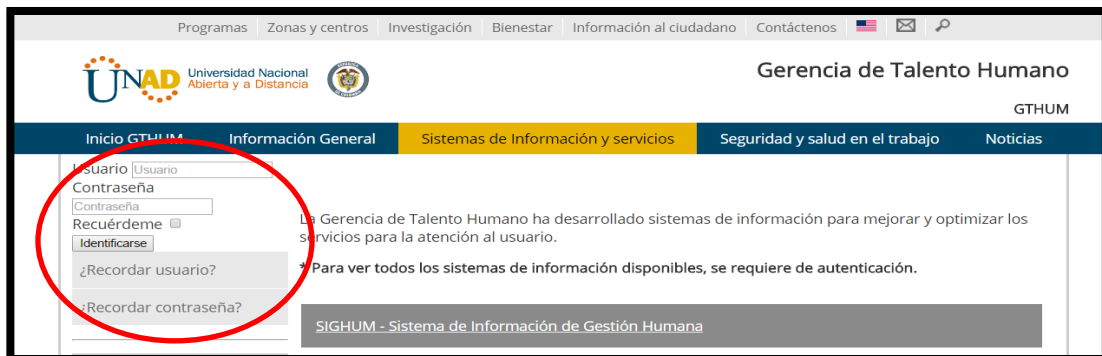 Programas Zonas y centros Investigación Bienestar Información al ciudadano Contáctenos
UNAD Universidad Nacional
Abierta y a Distancia
Gerencia de Talento Humano
GTHUM
Inicio GTHUM Información General Sistemas de Información y servicios Seguridad y salud en el trabajo Noticias
Usuario Usuario
Contraseña
Contraseña
Recuérdeme
Identificarse
¿Recordar usuario?
¿Recordar contraseña?
La Gerencia de Talento Humano ha desarrollado sistemas de información para mejorar y optimizar los
servicios para la atención al usuario.
* Para ver todos los sistemas de información disponibles, se requiere de autenticación.
SIGHUM - Sistema de Información de Gestión Humana